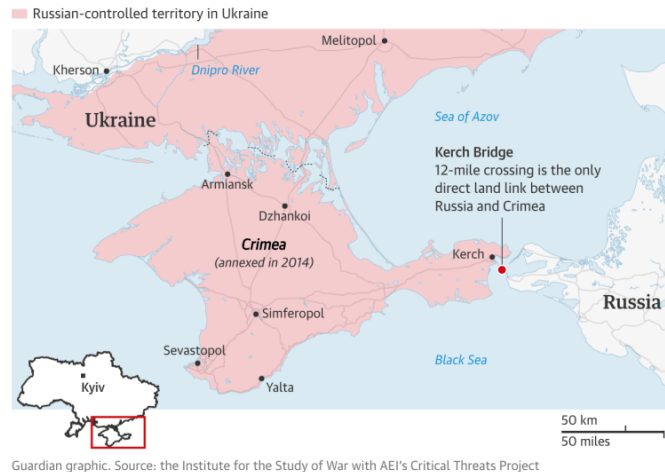 Russian-controlled territory in Ukraine
Melitopol
Kherson
Dnipro River
Ukraine
Sea of Azov
Kerch Bridge
12-mile crossing is the only
direct land link between
Russia and Crimea
Armiansk
Dzhankoi
Crimea
(annexed in 2014)
Kerch
Russia
Simferopol
Sevastopol
Black Sea
Yalta
Kyiv
50 km
50 miles
Guardian graphic. Source: the Institute for the Study of War with AEI's Critical Threats Project